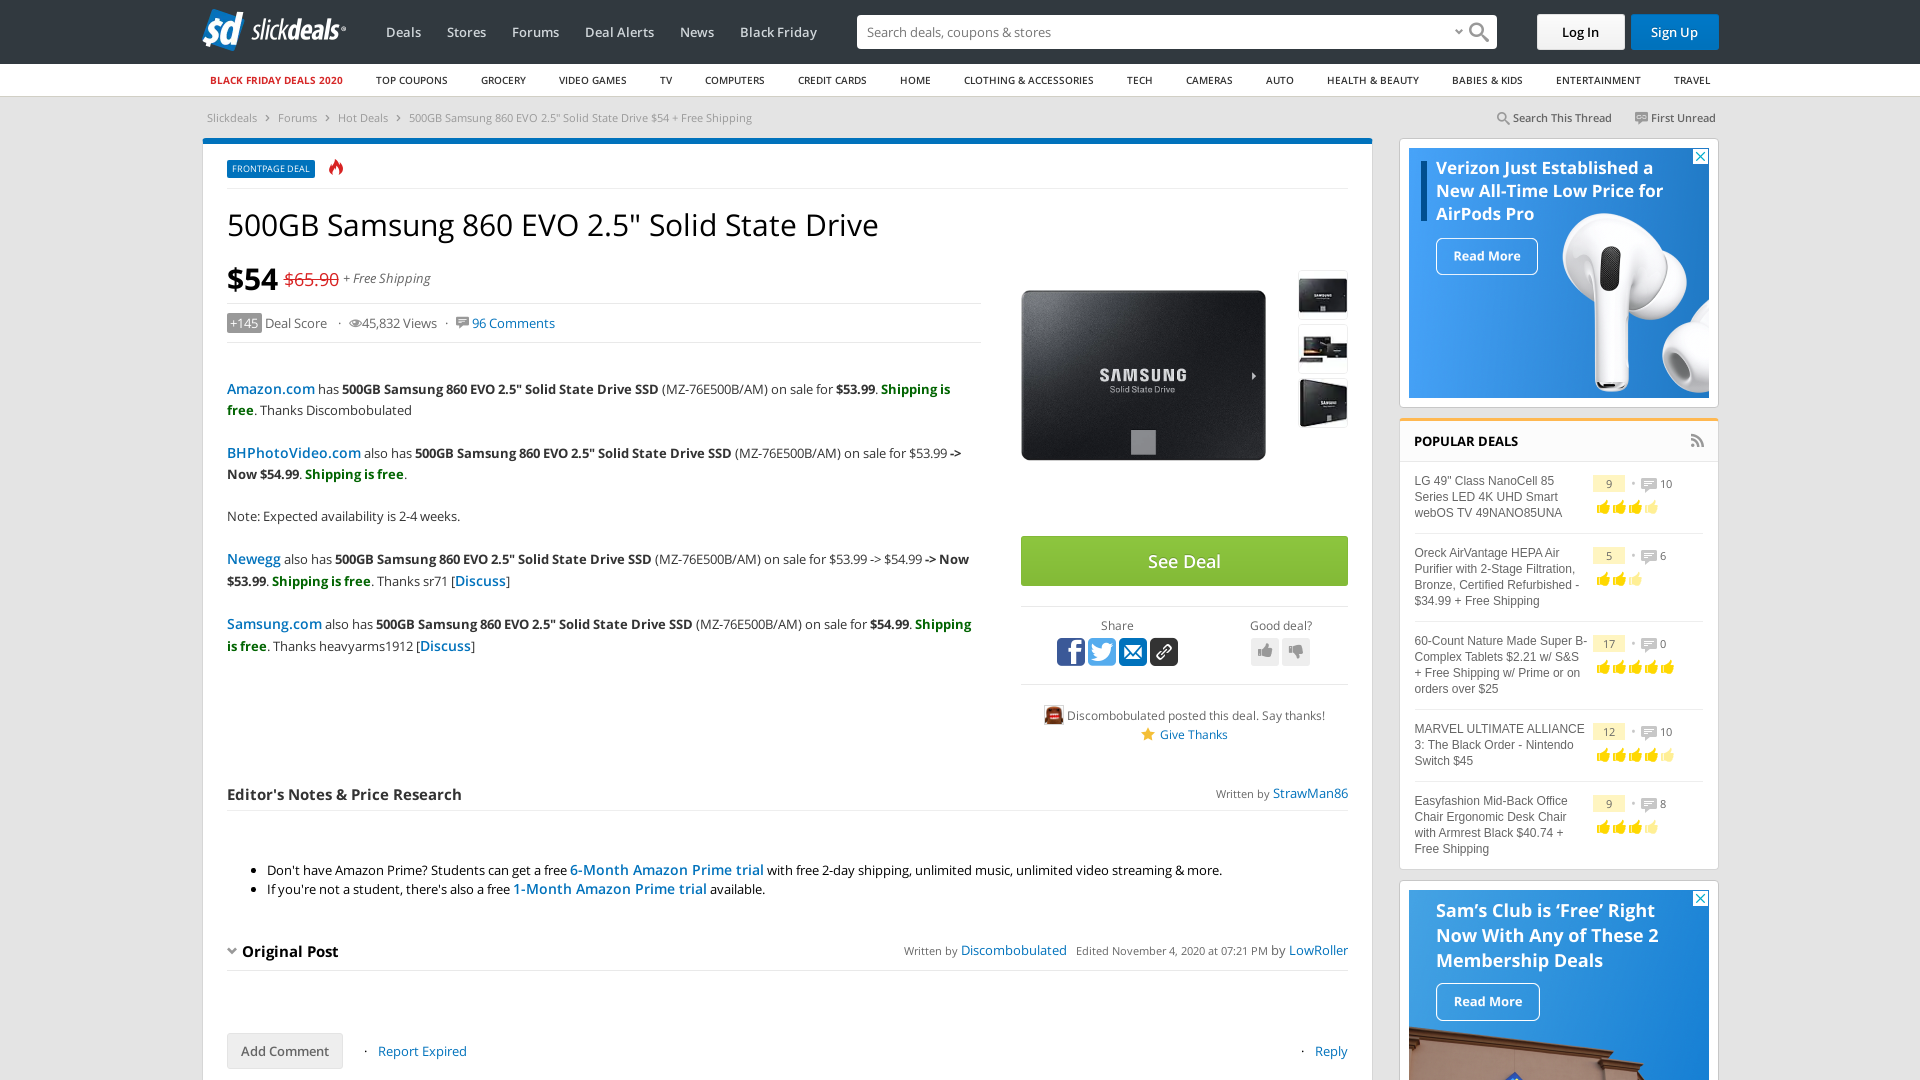 slickdeals
Deals
Stores
Forums
Deal Alerts
News
Black Friday
Search deals, coupons & stores
Log In
Sign Up
BLACK FRIDAY DEALS 2020
TOP COUPONS
GROCERY
VIDEO GAMES
TV
COMPUTERS
CREDIT CARDS
HOME
CLOTHING & ACCESSORIES
TECH
CAMERAS
AUTO
HEALTH & BEAUTY
BABIES & KIDS
ENTERTAINMENT
TRAVEL
Slickdeals > Forums > Hot Deals > 500GB Samsung 860 EVO 2.5" Solid State Drive $54 + Free Shipping
Search This Thread
First Unread
FRONTPAGE DEAL
500GB Samsung 860 EVO 2.5" Solid State Drive
$54 $65.90 + Free Shipping
+145 Deal Score · 45,832 Views · 96 Comments
Amazon.com has 500GB Samsung 860 EVO 2.5" Solid State Drive SSD (MZ-76E500B/AM) on sale for $53.99. Shipping is
free. Thanks Discombobulated
BHPhotoVideo.com also has 500GB Samsung 860 EVO 2.5" Solid State Drive SSD (MZ-76E500B/AM) on sale for $53.99 ->
Now $54.99. Shipping is free.
Note: Expected availability is 2-4 weeks.
Newegg also has 500GB Samsung 860 EVO 2.5" Solid State Drive SSD (MZ-76E500B/AM) on sale for $53.99 -> $54.99 -> Now
$53.99. Shipping is free. Thanks sr71 [Discuss]
Samsung.com also has 500GB Samsung 860 EVO 2.5" Solid State Drive SSD (MZ-76E500B/AM) on sale for $54.99. Shipping
is free. Thanks heavyarms1912 [Discuss]
SAMSUNG
Solid State Drive
See Deal
Share
Good deal?
Discombobulated posted this deal. Say thanks!
Give Thanks
Editor's Notes & Price Research
Written by StrawMan86
• Don't have Amazon Prime? Students can get a free 6-Month Amazon Prime trial with free 2-day shipping, unlimited music, unlimited video streaming & more.
• If you're not a student, there's also a free 1-Month Amazon Prime trial available.
Original Post
Written by Discombobulated Edited November 4, 2020 at 07:21 PM by LowRoller
Add Comment
· Report Expired
· Reply
Verizon Just Established a
New All-Time Low Price for
AirPods Pro
Read More
POPULAR DEALS
LG 49" Class NanoCell 85
Series LED 4K UHD Smart
webOS TV 49NANO85UNA
9 • 10
Oreck AirVantage HEPA Air
Purifier with 2-Stage Filtration,
Bronze, Certified Refurbished -
$34.99 + Free Shipping
5 • 6
60-Count Nature Made Super B-
Complex Tablets $2.21 w/ S&S
+ Free Shipping w/ Prime or on
orders over $25
17 • 0
MARVEL ULTIMATE ALLIANCE
3: The Black Order - Nintendo
Switch $45
12 • 10
Easyfashion Mid-Back Office
Chair Ergonomic Desk Chair
with Armrest Black $40.74 +
Free Shipping
9 • 8
Sam's Club is 'Free' Right
Now With Any of These 2
Membership Deals
Read More